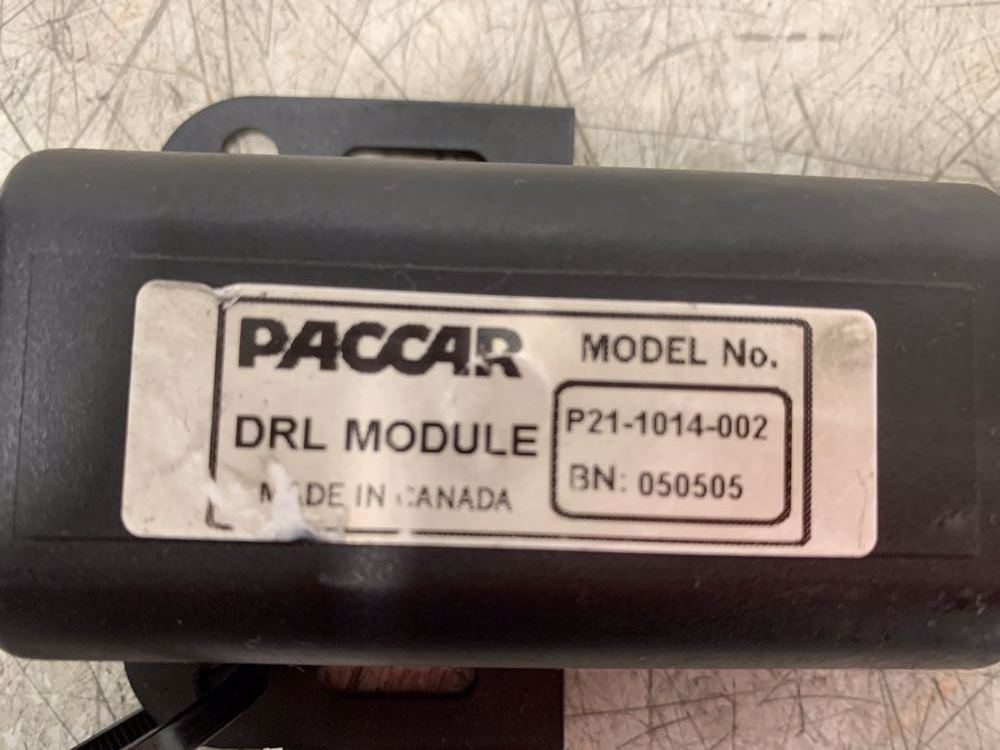 PACCAR
DRL MODULE
MADE IN CANADA
MODEL No.
P21-1014-002
BN: 050505